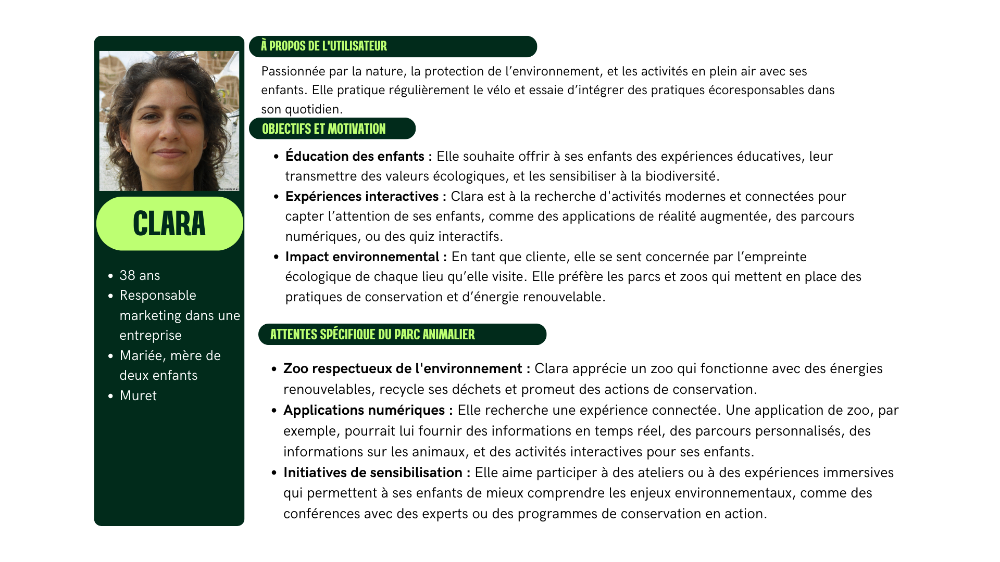 CLARA
38 ans
Responsable
marketing dans une
entreprise
Mariée, mère de
deux enfants
Muret
À PROPOS DE L'UTILISATEUR
Passionnée par la nature, la protection de l’environnement, et les activités en plein air avec ses
enfants. Elle pratique régulièrement le vélo et essaie d’intégrer des pratiques écoresponsables dans
son quotidien.
OBJECTIFS ET MOTIVATION
Éducation des enfants : Elle souhaite offrir à ses enfants des expériences éducatives, leur
transmettre des valeurs écologiques, et les sensibiliser à la biodiversité.
Expériences interactives : Clara est à la recherche d'activités modernes et connectées pour
capter l’attention de ses enfants, comme des applications de réalité augmentée, des parcours
numériques, ou des quiz interactifs.
Impact environnemental : En tant que cliente, elle se sent concernée par l’empreinte
écologique de chaque lieu qu’elle visite. Elle préfère les parcs et zoos qui mettent en place des
pratiques de conservation et d’énergie renouvelable.
ATTENTES SPÉCIFIQUE DU PARC ANIMALIER
Zoo respectueux de l'environnement : Clara apprécie un zoo qui fonctionne avec des énergies
renouvelables, recycle ses déchets et promeut des actions de conservation.
Applications numériques : Elle recherche une expérience connectée. Une application de zoo, par
exemple, pourrait lui fournir des informations en temps réel, des parcours personnalisés, des
informations sur les animaux, et des activités interactives pour ses enfants.
Initiatives de sensibilisation : Elle aime participer à des ateliers ou à des expériences immersives
qui permettent à ses enfants de mieux comprendre les enjeux environnementaux, comme des
conférences avec des experts ou des programmes de conservation en action.